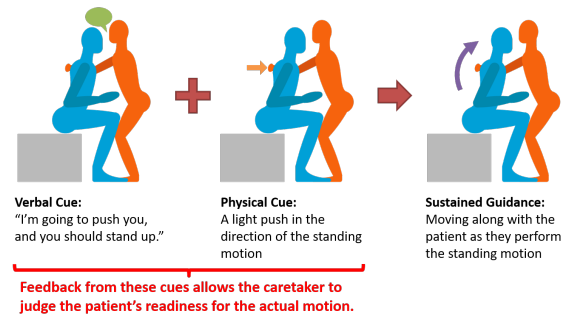 Verbal Cue:
“I’m going to push you,
and you should stand up.”
Physical Cue:
A light push in the
direction of the standing
motion
Sustained Guidance:
Moving along with the
patient as they perform
the standing motion
Feedback from these cues allows the caretaker to
judge the patient’s readiness for the actual motion.